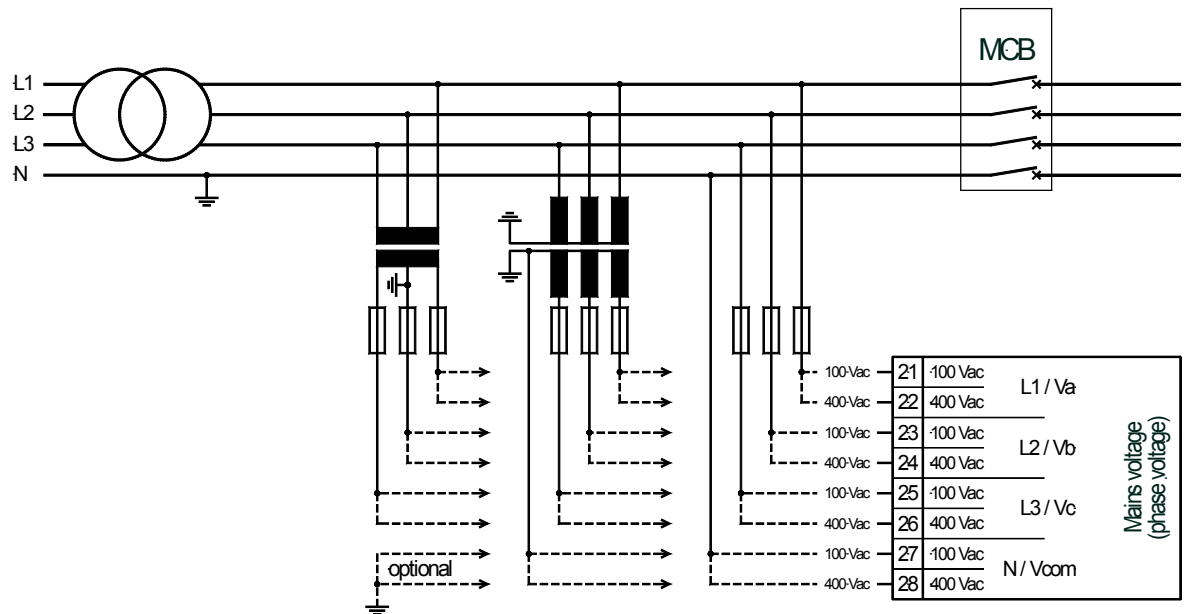 MCB
L1
L2
L3
N
100 Vac 21 100 Vac
L1 / Va
400 Vac 22 400 Vac
100 Vac 23 100 Vac
L2 / Vb
400 Vac 24 400 Vac
100 Vac 25 100 Vac
L3 / Vc
400 Vac 26 400 Vac
100 Vac 27 100 Vac
N / Vcom
400 Vac 28 400 Vac
optional
Mains voltage
(phase voltage)